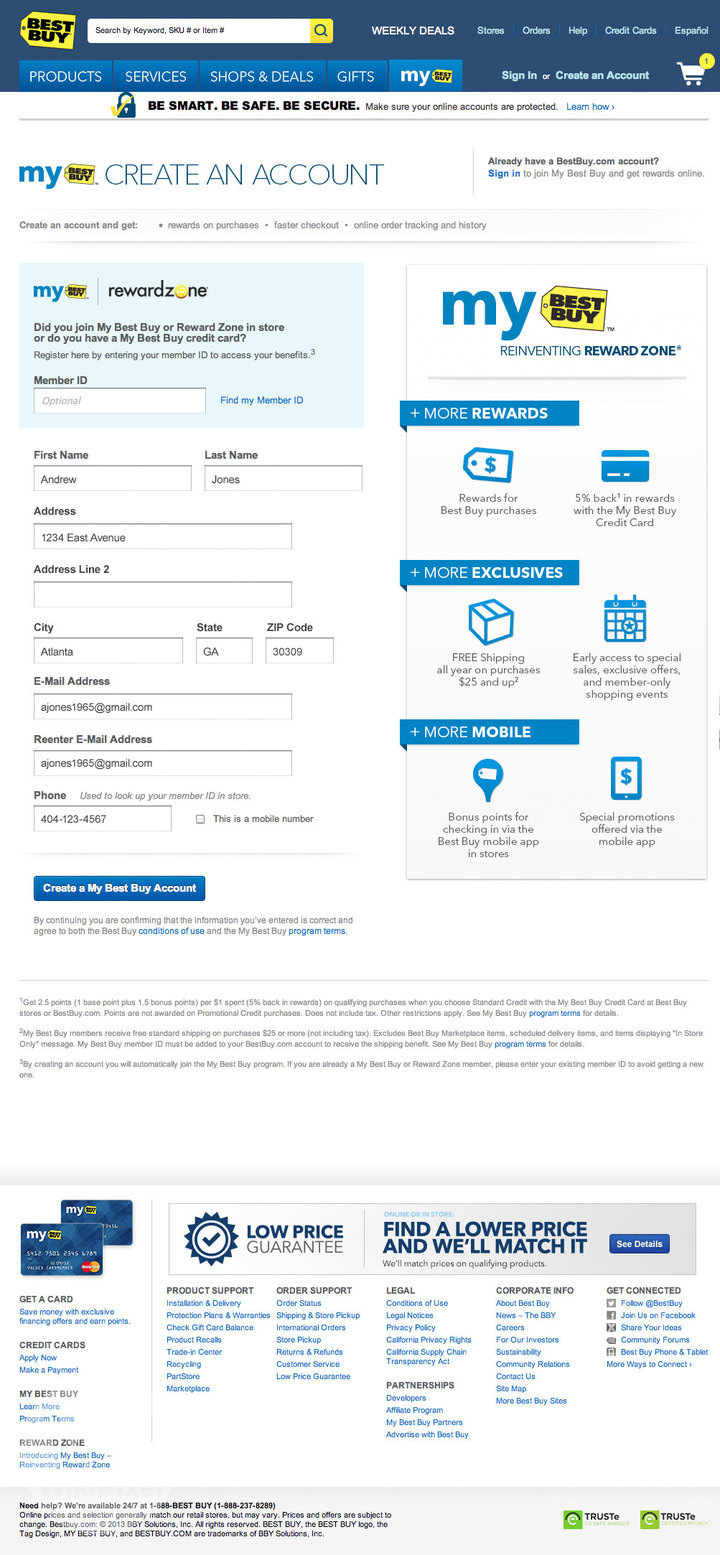 BEST BUY
Search by Keyword, SKU # or Item #
WEEKLY DEALS
Stores
Orders
Help
Credit Cards
Español
PRODUCTS
SERVICES
SHOPS & DEALS
GIFTS
my BEST BUY
Sign In or Create an Account
1
BE SMART. BE SAFE. BE SECURE. Make sure your online accounts are protected. Learn how ›
my BEST BUY™ CREATE AN ACCOUNT
Already have a BestBuy.com account?
Sign in to join My Best Buy and get rewards online.
Create an account and get: • rewards on purchases • faster checkout • online order tracking and history
my BEST BUY™ rewardzone®
Did you join My Best Buy or Reward Zone in store
or do you have a My Best Buy credit card?
Register here by entering your member ID to access your benefits.3
Member ID
Optional
Find my Member ID
First Name
Last Name
Andrew
Jones
Address
1234 East Avenue
Address Line 2
City
State
ZIP Code
Atlanta
GA
30309
E-Mail Address
ajones1965@gmail.com
Reenter E-Mail Address
ajones1965@gmail.com
Phone Used to look up your member ID in store.
404-123-4567
This is a mobile number
Create a My Best Buy Account
By continuing you are confirming that the information you've entered is correct and
agree to both the Best Buy conditions of use and the My Best Buy program terms.
my BEST BUY™
REINVENTING REWARD ZONE®
+ MORE REWARDS
$
Rewards for
Best Buy purchases
5% back1 in rewards
with the My Best Buy
Credit Card
+ MORE EXCLUSIVES
FREE Shipping
all year on purchases
$25 and up2
Early access to special
sales, exclusive offers,
and member-only
shopping events
+ MORE MOBILE
$
Bonus points for
checking in via the
Best Buy mobile app
in stores
Special promotions
offered via the
mobile app
1Get 2.5 points (1 base point plus 1.5 bonus points) per $1 spent (5% back in rewards) on qualifying purchases when you choose Standard Credit with the My Best Buy Credit Card at Best Buy
stores or BestBuy.com. Points are not awarded on Promotional Credit purchases. Does not include tax. Other restrictions apply. See My Best Buy program terms for details.
2My Best Buy members receive free standard shipping on purchases $25 or more (not including tax). Excludes Best Buy Marketplace items, scheduled delivery items, and items displaying "In Store
Only" message. My Best Buy member ID must be added to your BestBuy.com account to receive the shipping benefit. See My Best Buy program terms for details.
3By creating an account you will automatically join the My Best Buy program. If you are already a My Best Buy or Reward Zone member, please enter your existing member ID to avoid getting a new
one.
my BEST BUY
my BEST BUY
5412 7501 2345 6789
12/09/15
VALUED CARDMEMBER
MasterCard
LOW PRICE
GUARANTEE
ONLINE OR IN STORE:
FIND A LOWER PRICE
AND WE'LL MATCH IT
We'll match prices on qualifying products.
See Details
GET A CARD
Save money with exclusive
financing offers and earn points.
CREDIT CARDS
Apply Now
Make a Payment
MY BEST BUY
Learn More
Program Terms
REWARD ZONE
Introducing My Best Buy –
Reinventing Reward Zone
PRODUCT SUPPORT
Installation & Delivery
Protection Plans & Warranties
Check Gift Card Balance
Product Recalls
Trade-in Center
Recycling
PartStore
Marketplace
ORDER SUPPORT
Order Status
Shipping & Store Pickup
International Orders
Store Pickup
Returns & Refunds
Customer Service
Low Price Guarantee
LEGAL
Conditions of Use
Legal Notices
Privacy Policy
California Privacy Rights
California Supply Chain
Transparency Act
PARTNERSHIPS
Developers
Affiliate Program
My Best Buy Partners
Advertise with Best Buy
CORPORATE INFO
About Best Buy
News – The BBY
Careers
For Our Investors
Sustainability
Community Relations
Contact Us
Site Map
More Best Buy Sites
GET CONNECTED
Follow @BestBuy
Join Us on Facebook
Share Your Ideas
Community Forums
Best Buy Phone & Tablet
More Ways to Connect ›
Need help? We're available 24/7 at 1-888-BEST BUY (1-888-237-8289)
Online prices and selection generally match our retail stores, but may vary. Prices and offers are subject to
change. Bestbuy.com: © 2013 BBY Solutions, Inc. All rights reserved. BEST BUY, the BEST BUY logo, the
Tag Design, MY BEST BUY, and BESTBUY.COM are trademarks of BBY Solutions, Inc.
TRUSTe
EU SAFE HARBOR
TRUSTe
CERTIFIED PRIVACY